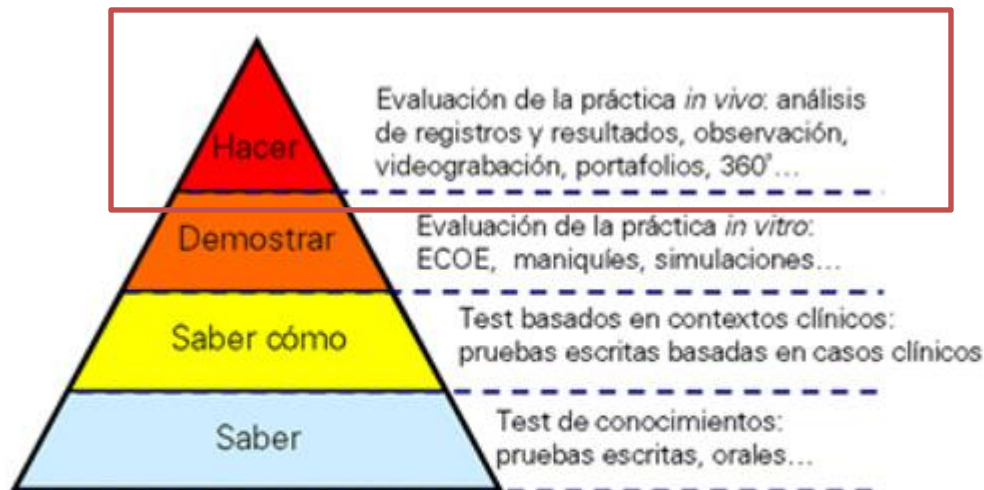 Hacer
Evaluación de la práctica in vivo: análisis
de registros y resultados, observación,
videograbación, portafolios, 360°...
Demostrar
Evaluación de la práctica in vitro:
ECOE, maniquíes, simulaciones...
Saber cómo
Test basados en contextos clínicos:
pruebas escritas basadas en casos clínicos
Saber
Test de conocimientos:
pruebas escritas, orales...